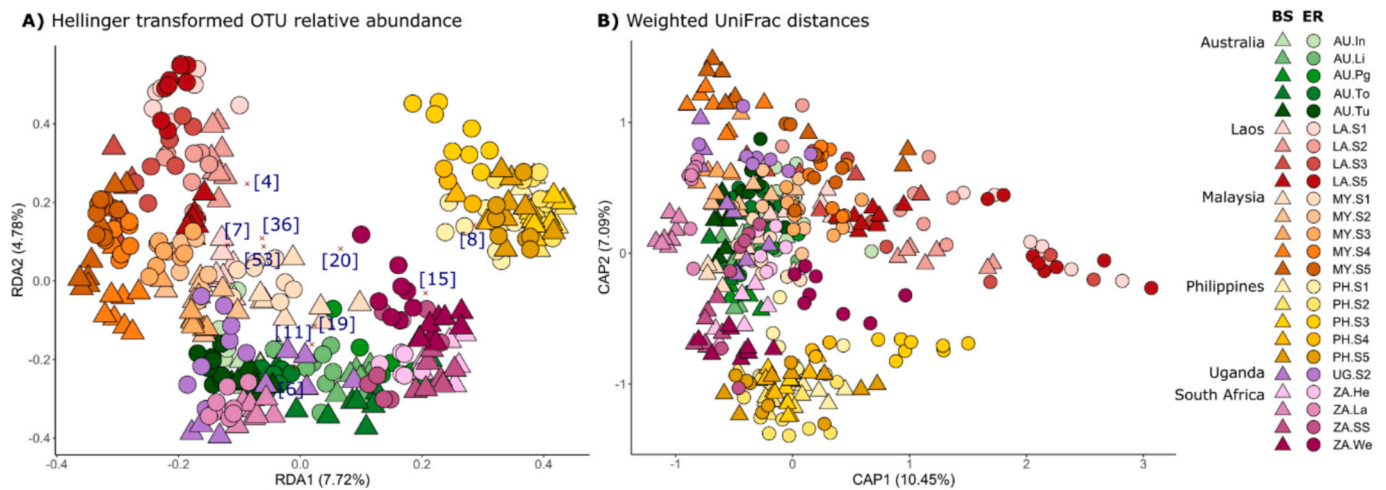 A) Hellinger transformed OTU relative abundance
0.4
0.2
0.0
-0.2
-0.4
RDA2 (4.78%)
[4]
[7]
[36]
[53]
[20]
[8]
[15]
[11]
[19]
[6]
-0.4
-0.2
0.0
0.2
0.4
RDA1 (7.72%)
B) Weighted UniFrac distances
1
0
-1
CAP2 (7.09%)
-1
0
1
2
3
CAP1 (10.45%)
BS ER
Australia
AU.In
AU.Li
AU.Pg
AU.To
AU.Tu
Laos
LA.S1
LA.S2
LA.S3
LA.S5
Malaysia
MY.S1
MY.S2
MY.S3
MY.S4
MY.S5
Philippines
PH.S1
PH.S2
PH.S3
PH.S4
PH.S5
Uganda
UG.S2
South Africa
ZA.He
ZA.La
ZA.SS
ZA.We